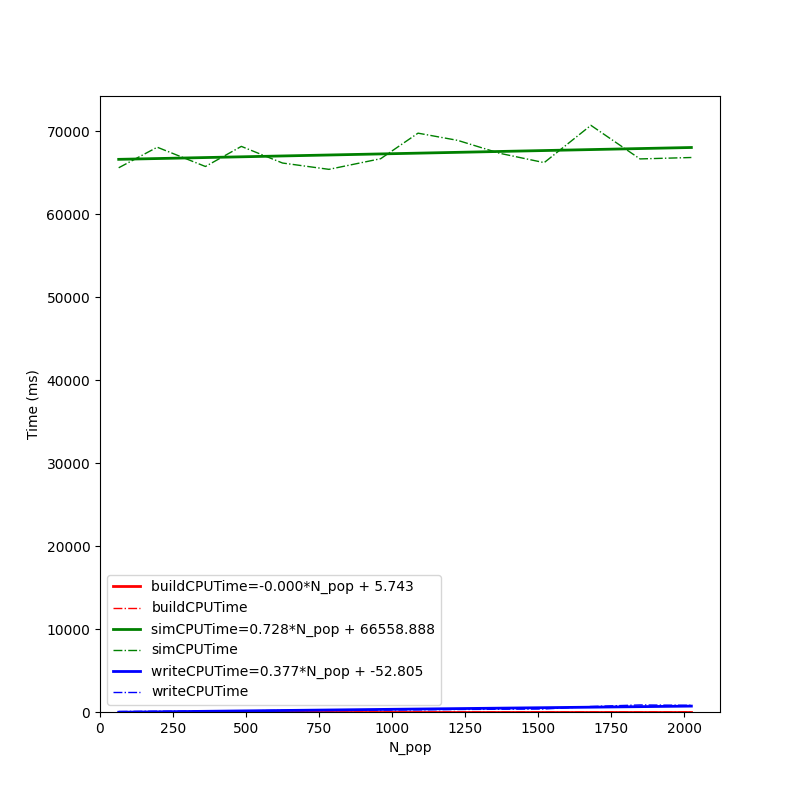 70000
60000
50000
40000
30000
20000
10000
0
Time (ms)
buildCPUTime=-0.000*N_pop + 5.743
buildCPUTime
simCPUTime=0.728*N_pop + 66558.888
simCPUTime
writeCPUTime=0.377*N_pop + -52.805
writeCPUTime
0 250 500 750 1000 1250 1500 1750 2000
N_pop